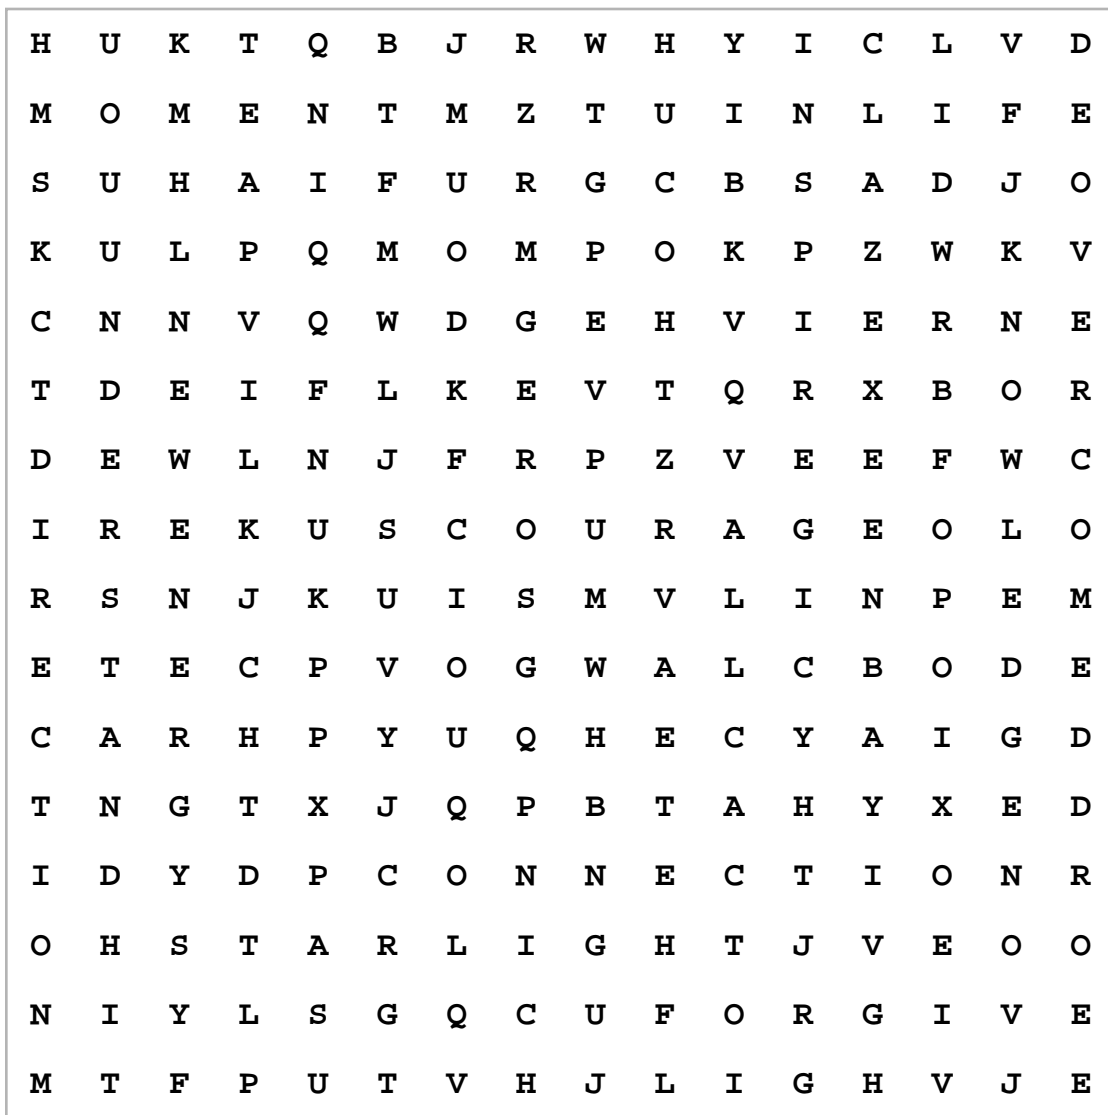 H U K T Q B J R W H Y I C L V D
M O M E N T M Z T U I N L I F E
S U H A I F U R G C B S A D J O
K U L P Q M O M P O K P Z W K V
C N N V Q W D G E H V I E R N E
T D E I F L K E V T Q R X B O R
D E W L N J F R P Z V E E F W C
I R E K U S C O U R A G E O L O
R S N J K U I S M V L I N P E M
E T E C P V O G W A L C B O D E
C A R H P Y U Q H E C Y A I G D
T N G T X J Q P B T A H Y X E D
I D Y D P C O N N E C T I O N R
O H S T A R L I G H T J V E O O
N I Y L S G Q C U F O R G I V E
M T F P U T V H J L I G H V J E